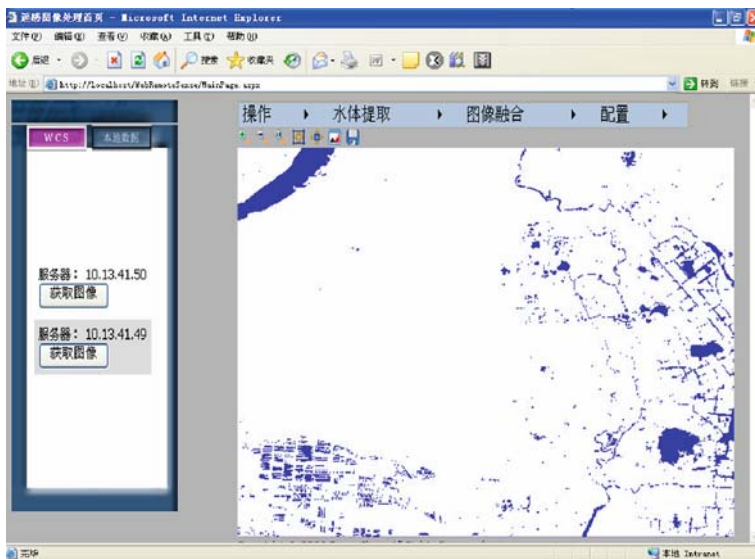 遥感图像处理首页 - Microsoft Internet Explorer
文件(F) 编辑(E) 查看(V) 收藏(A) 工具(T) 帮助(H)
后退 搜索 收藏夹
地址(D) http://localhost/WebRemoteSense/MainPage.aspx 转到 链接
操作 水体提取 图像融合 配置
WCS 本地数据
服务器： 10.13.41.50
获取图像
服务器： 10.13.41.49
获取图像
完毕 本地 Intranet